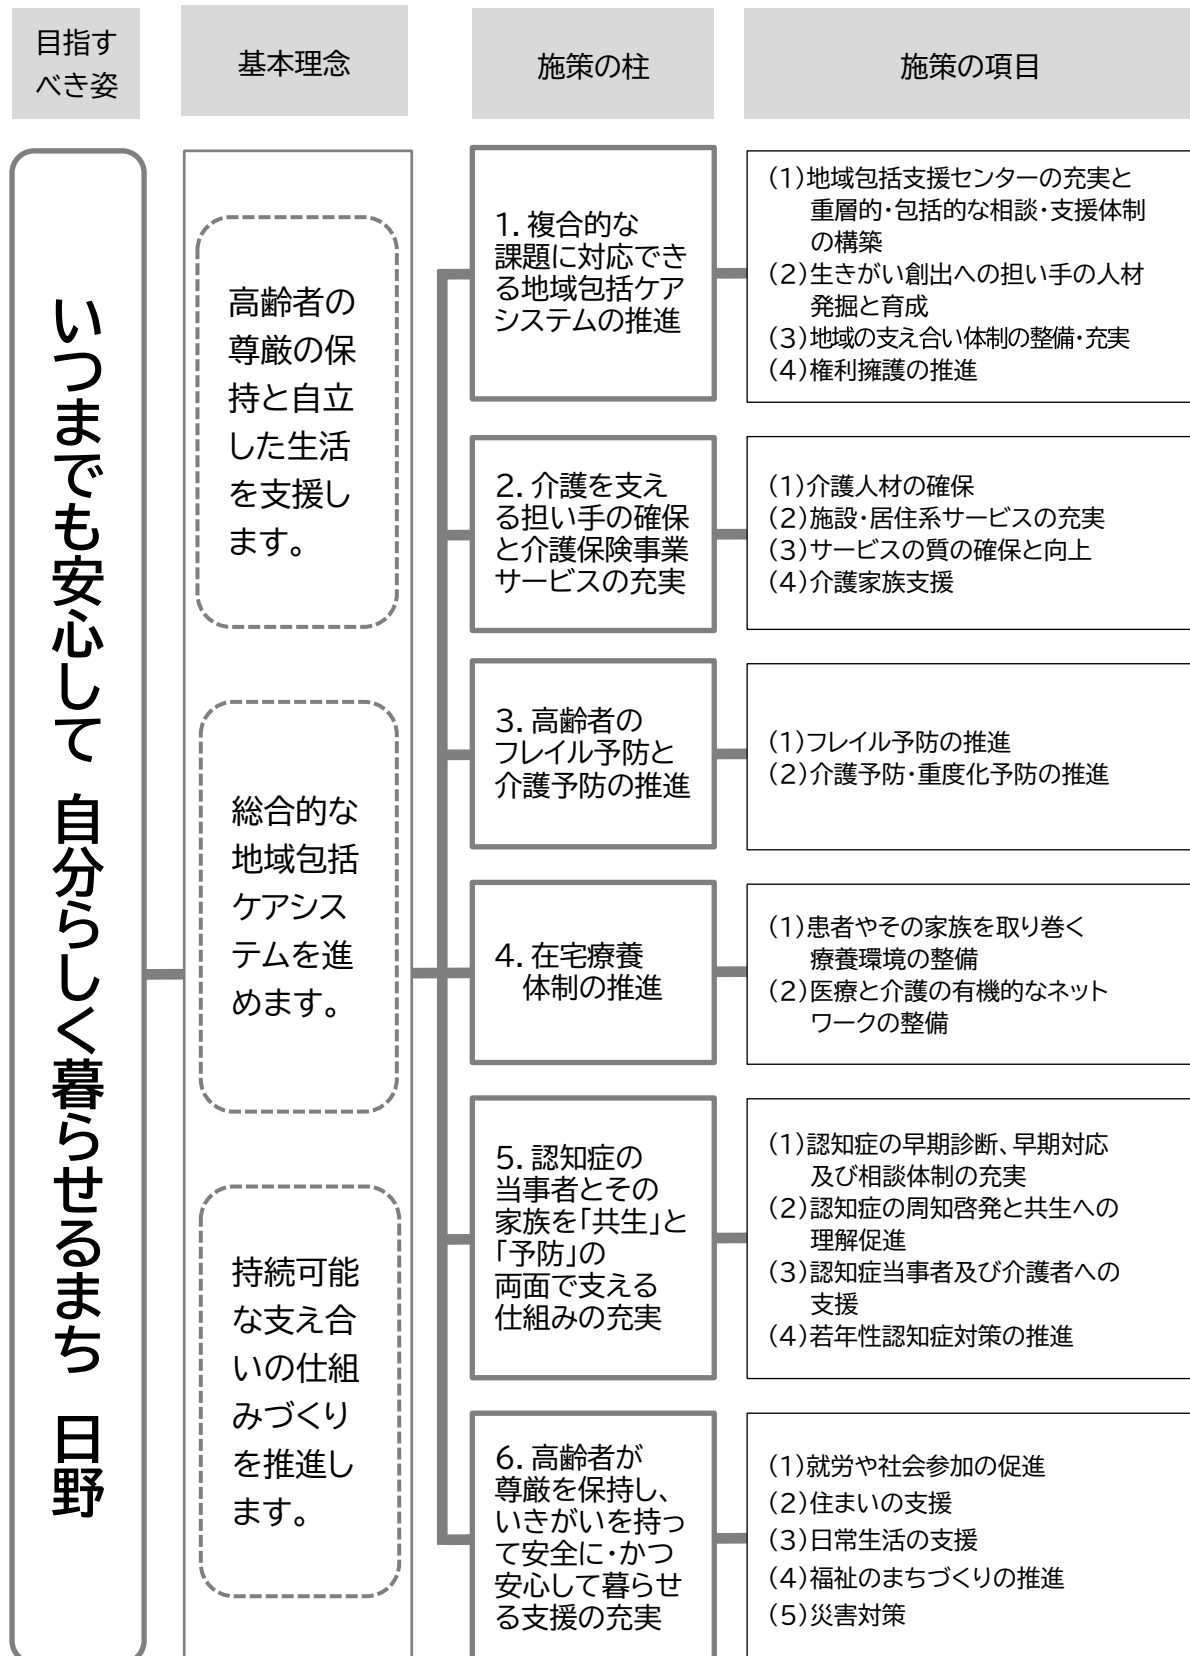 目指す
べき姿
基本理念
施策の柱
施策の項目
いつまでも安心して 自分らしく暮らせるまち 日野
高齢者の
尊厳の保
持と自立
した生活
を支援し
ます。
総合的な
地域包括
ケアシス
テムを進
めます。
持続可能
な支え合
いの仕組
みづくり
を推進し
ます。
1．複合的な
課題に対応でき
る地域包括ケア
システムの推進
（1）地域包括支援センターの充実と
重層的・包括的な相談・支援体制
の構築
（2）生きがい創出への担い手の人材
発掘と育成
（3）地域の支え合い体制の整備・充実
（4）権利擁護の推進
2．介護を支え
る担い手の確保
と介護保険事業
サービスの充実
（1）介護人材の確保
（2）施設・居住系サービスの充実
（3）サービスの質の確保と向上
（4）介護家族支援
3．高齢者の
フレイル予防と
介護予防の推進
（1）フレイル予防の推進
（2）介護予防・重度化予防の推進
4．在宅療養
体制の推進
（1）患者やその家族を取り巻く
療養環境の整備
（2）医療と介護の有機的なネット
ワークの整備
5．認知症の
当事者とその
家族を「共生」と
「予防」の
両面で支える
仕組みの充実
（1）認知症の早期診断、早期対応
及び相談体制の充実
（2）認知症の周知啓発と共生への
理解促進
（3）認知症当事者及び介護者への
支援
（4）若年性認知症対策の推進
6．高齢者が
尊厳を保持し、
いきがいを持っ
て安全に・かつ
安心して暮らせ
る支援の充実
（1）就労や社会参加の促進
（2）住まいの支援
（3）日常生活の支援
（4）福祉のまちづくりの推進
（5）災害対策